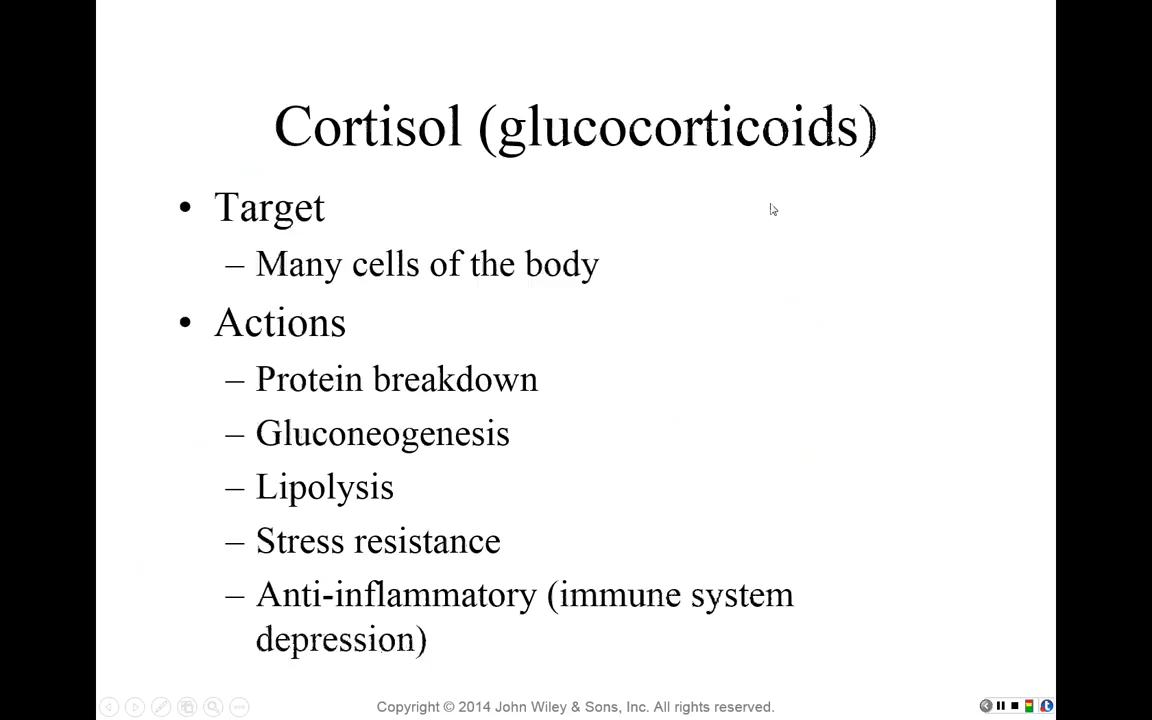 Cortisol (glucocorticoids)
• Target
– Many cells of the body
• Actions
– Protein breakdown
– Gluconeogenesis
– Lipolysis
– Stress resistance
– Anti-inflammatory (immune system
depression)
Copyright © 2014 John Wiley & Sons, Inc. All rights reserved.